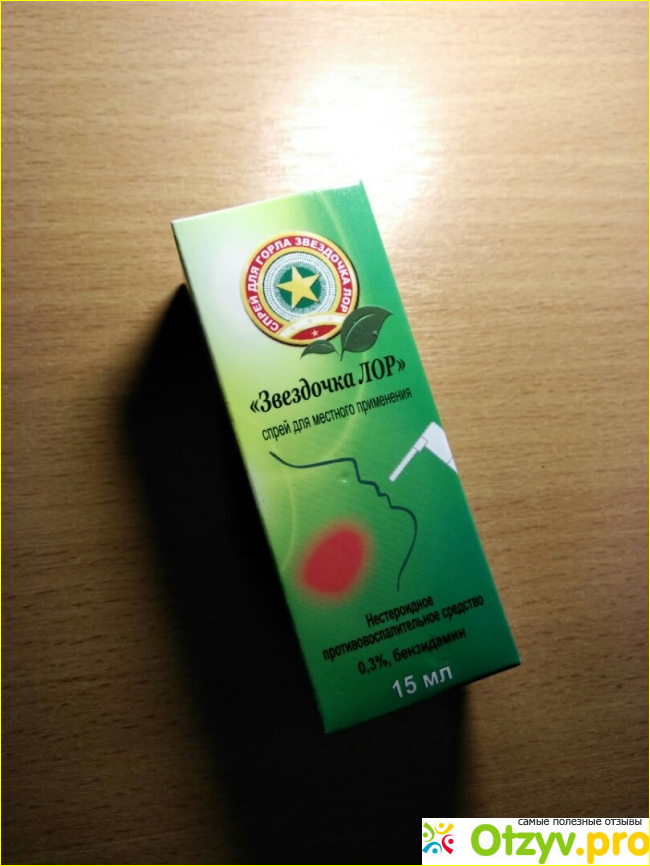 СПРЕЙ ДЛЯ ГОРЛА ЗВЕЗДОЧКА ЛОР
«Звездочка ЛОР»
спрей для местного применения
Нестероидное
противовоспалительное средство
0,3%, бензидамин
15 мл
самые полезные отзывы
Otzyv.pro